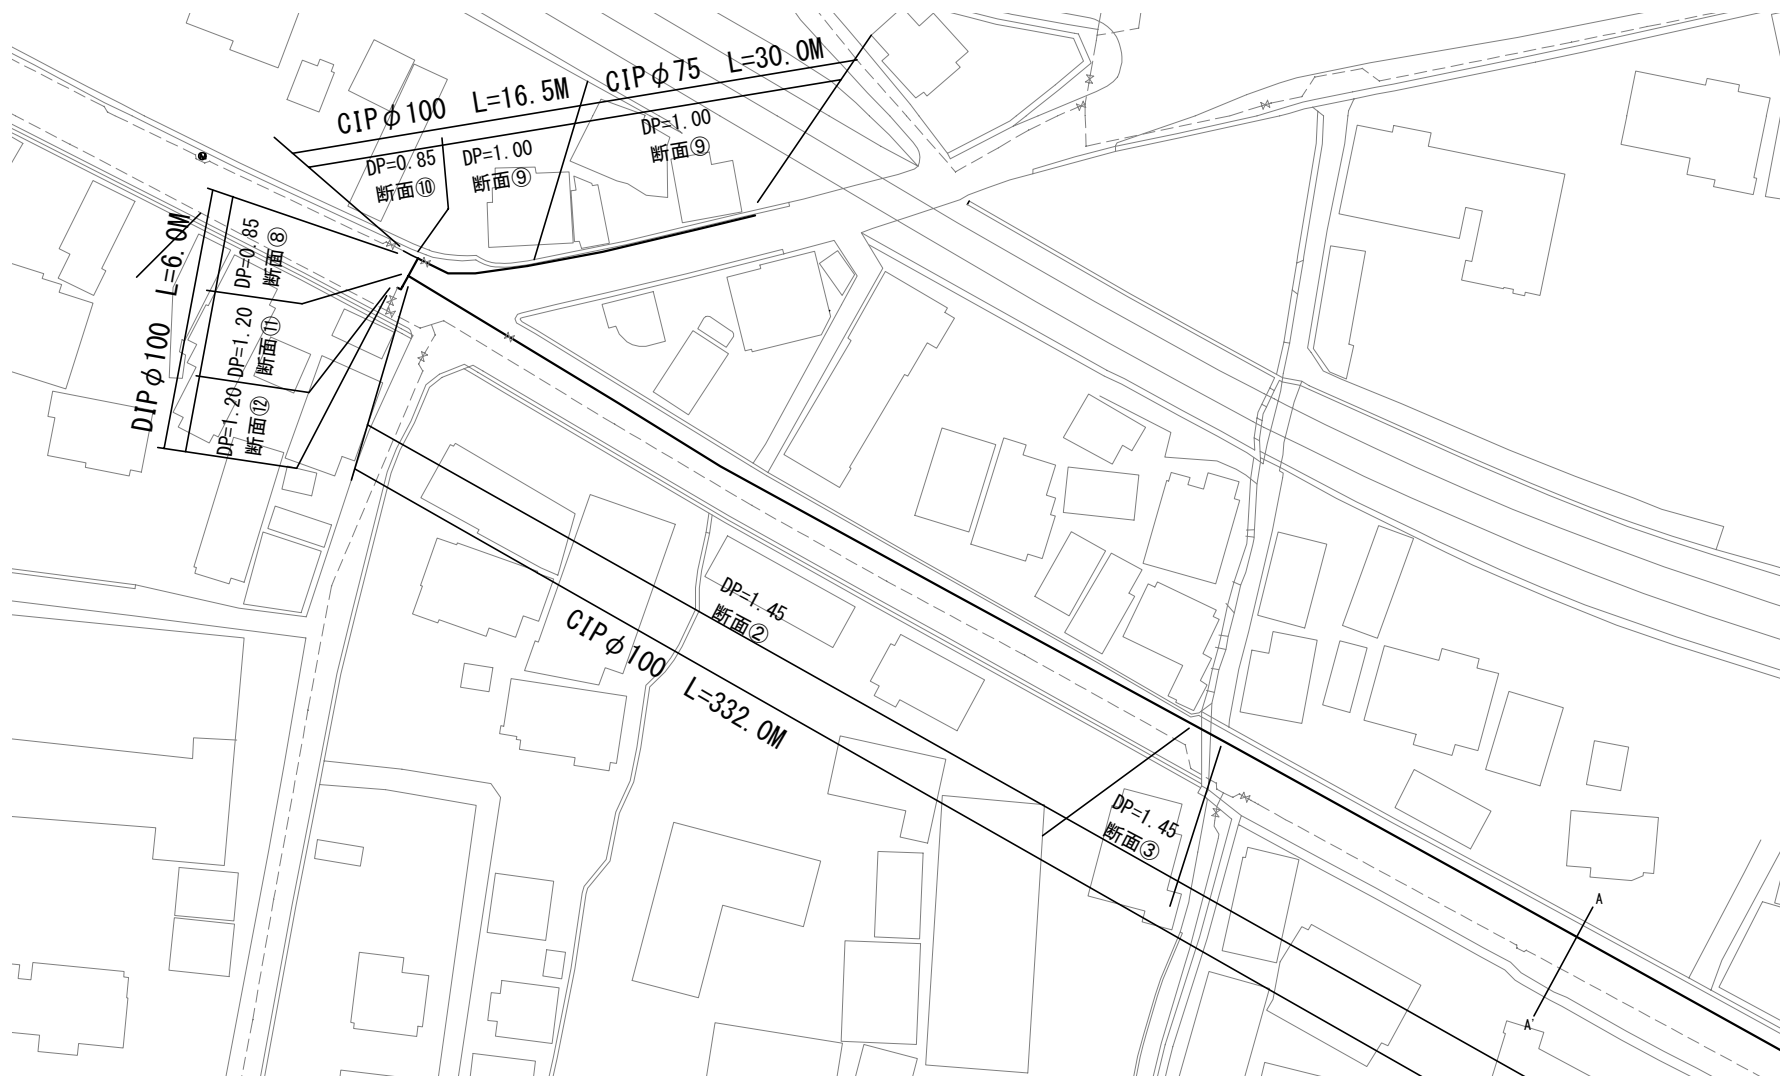 CIPφ100 L=16.5M
CIPφ75 L=30.0M
DP=0.85
断面⑩
DP=1.00
断面⑨
DP=1.00
断面⑨
DIPφ100 L=6.0M
DP=0.85
断面⑧
DP=1.20
断面⑪
DP=1.20
断面⑫
DP=1.45
断面②
CIPφ100 L=332.0M
DP=1.45
断面③
A
A'